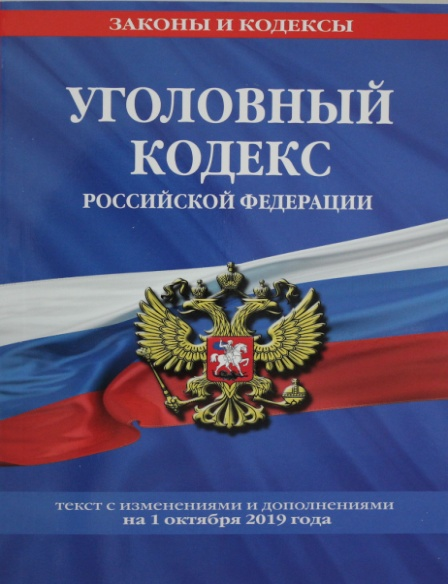 ЗАКОНЫ И КОДЕКСЫ
УГОЛОВНЫЙ
КОДЕКС
РОССИЙСКОЙ ФЕДЕРАЦИИ
ТЕКСТ С ИЗМЕНЕНИЯМИ И ДОПОЛНЕНИЯМИ
на 1 октября 2019 года